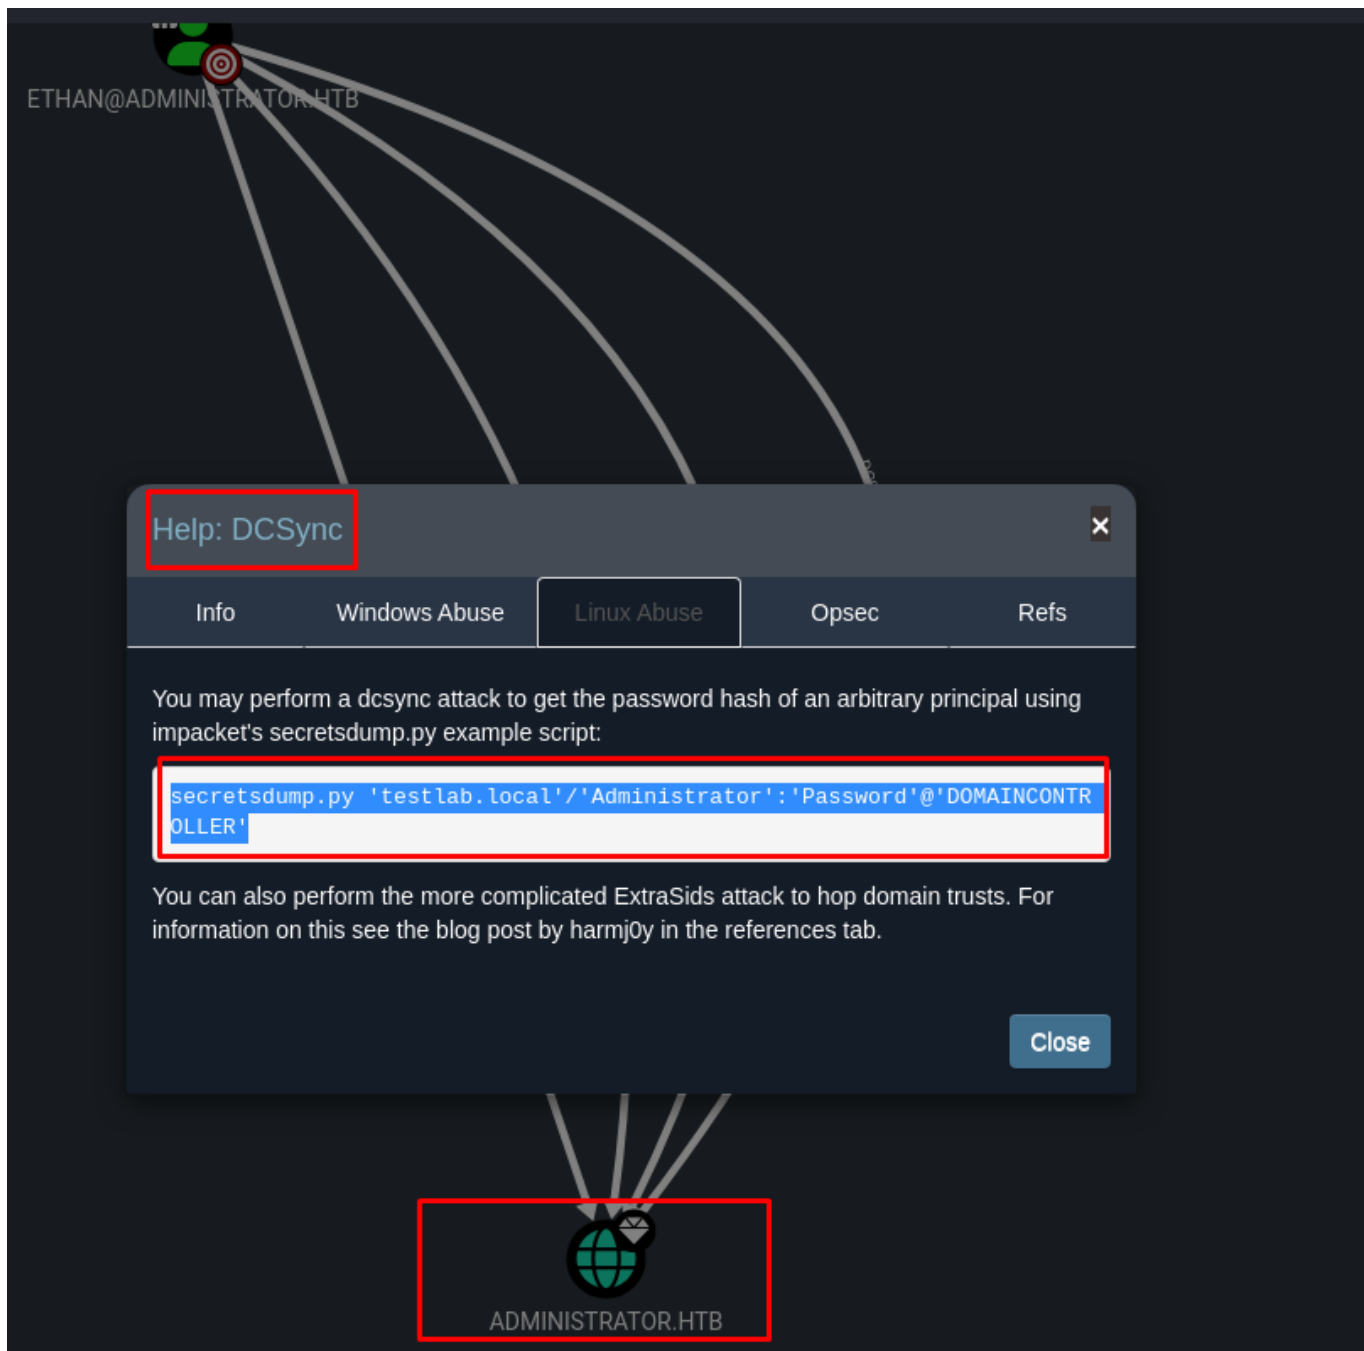 ETHAN@ADMINISTRATOR.HTB
Help: DCSync
×
Info Windows Abuse Linux Abuse Opsec Refs
You may perform a dcsync attack to get the password hash of an arbitrary principal using
impacket's secretsdump.py example script:
secretsdump.py 'testlab.local'/'Administrator':'Password'@'DOMAINCONTR
OLLER'
You can also perform the more complicated ExtraSids attack to hop domain trusts. For
information on this see the blog post by harmj0y in the references tab.
Close
ADMINISTRATOR.HTB